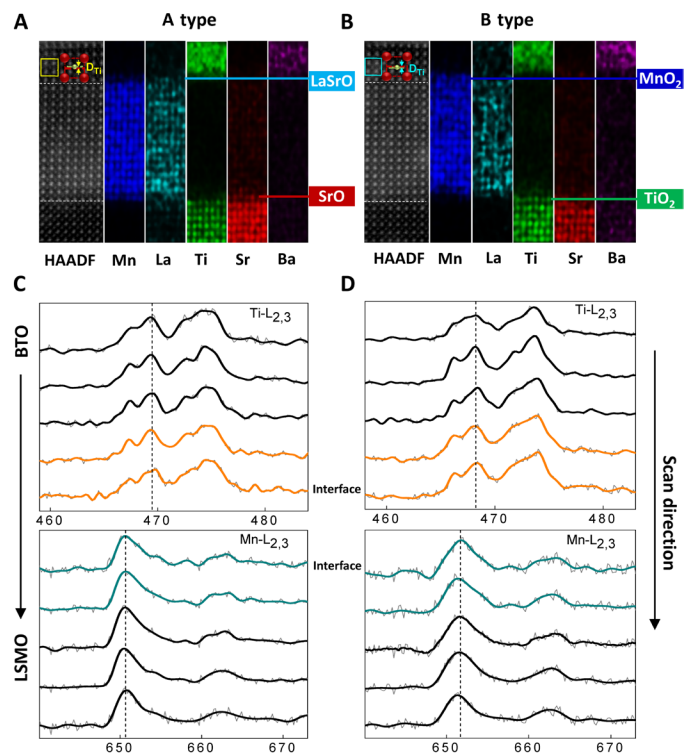 A
A type
B
B type
D_Ti
D_Ti
LaSrO
MnO₂
SrO
TiO₂
HAADF Mn La Ti Sr Ba
HAADF Mn La Ti Sr Ba
C
D
BTO
Ti-L₂,₃
Ti-L₂,₃
Interface
460 470 480
460 470 480
Scan direction
Mn-L₂,₃
Mn-L₂,₃
Interface
LSMO
650 660 670
650 660 670